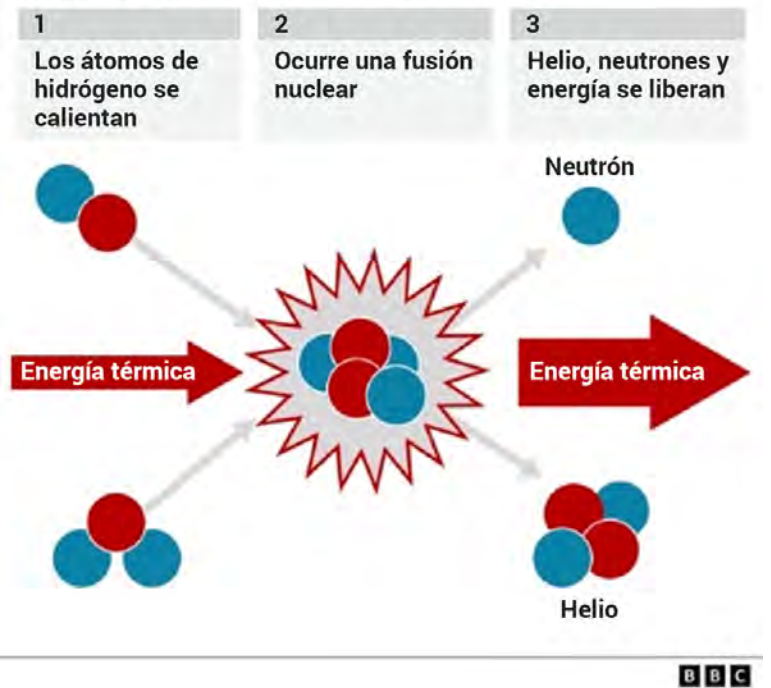 1
Los átomos de
hidrógeno se
calientan
2
Ocurre una fusión
nuclear
3
Helio, neutrones y
energía se liberan
Neutrón
Energía térmica
Energía térmica
Helio
BBC